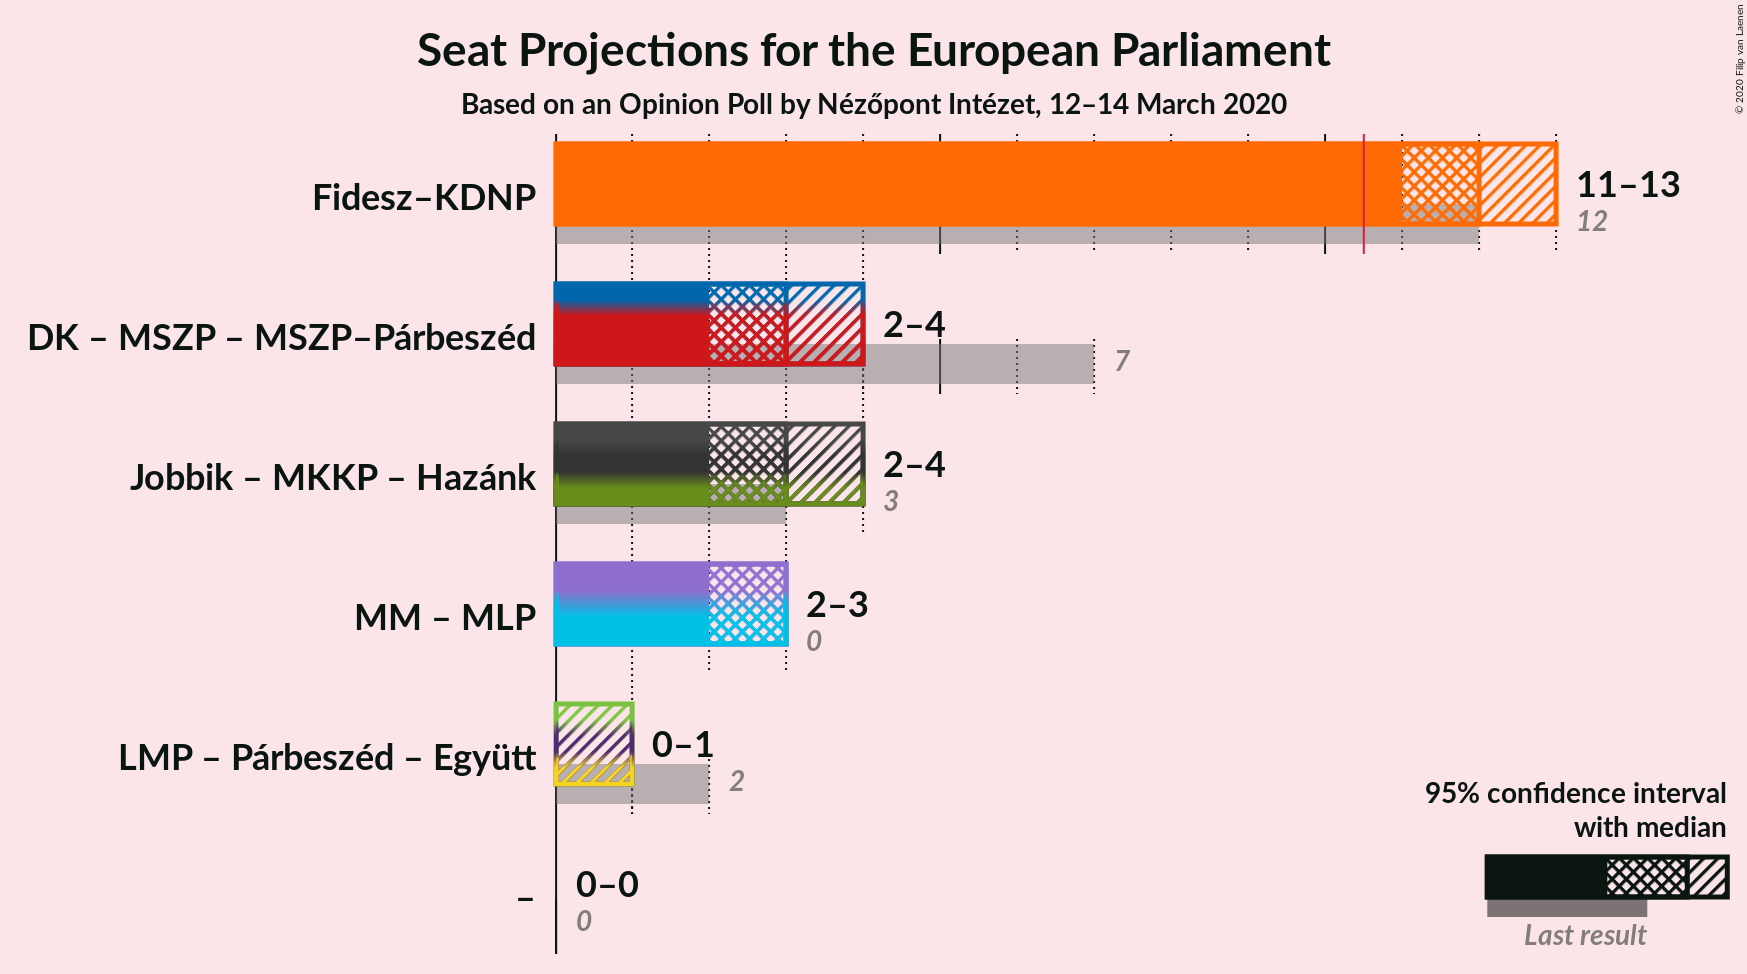 Seat Projections for the European Parliament
Based on an Opinion Poll by Nézőpont Intézet, 12–14 March 2020
© 2020 Filip van Laenen
Fidesz–KDNP
11–13
12
DK – MSZP – MSZP–Párbeszéd
2–4
7
Jobbik – MKKP – Hazánk
2–4
3
MM – MLP
2–3
0
LMP – Párbeszéd – Együtt
0–1
2
–
0–0
0
95% confidence interval
with median
Last result